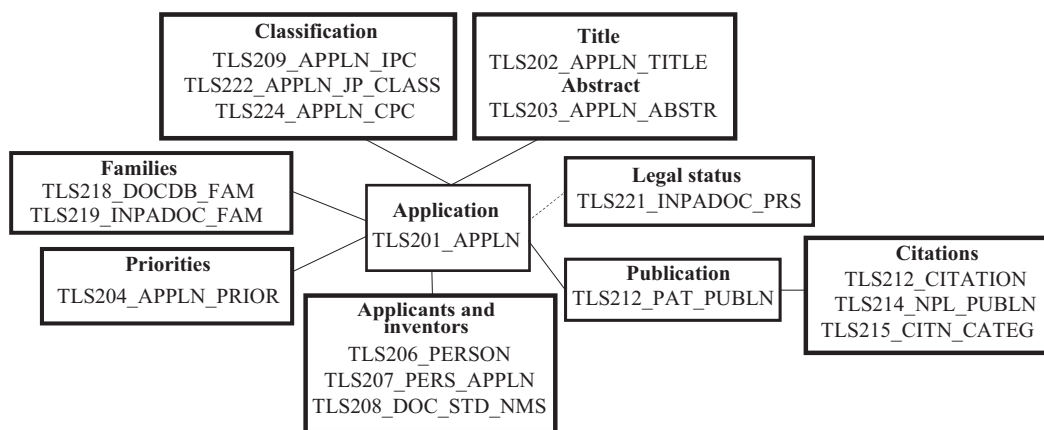 Classification
TLS209_APPLN_IPC
TLS222_APPLN_JP_CLASS
TLS224_APPLN_CPC
Title
TLS202_APPLN_TITLE
Abstract
TLS203_APPLN_ABSTR
Families
TLS218_DOCDB_FAM
TLS219_INPADOC_FAM
Application
TLS201_APPLN
Legal status
TLS221_INPADOC_PRS
Priorities
TLS204_APPLN_PRIOR
Publication
TLS212_PAT_PUBLN
Citations
TLS212_CITATION
TLS214_NPL_PUBLN
TLS215_CITN_CATEG
Applicants and
inventors
TLS206_PERSON
TLS207_PERS_APPLN
TLS208_DOC_STD_NMS